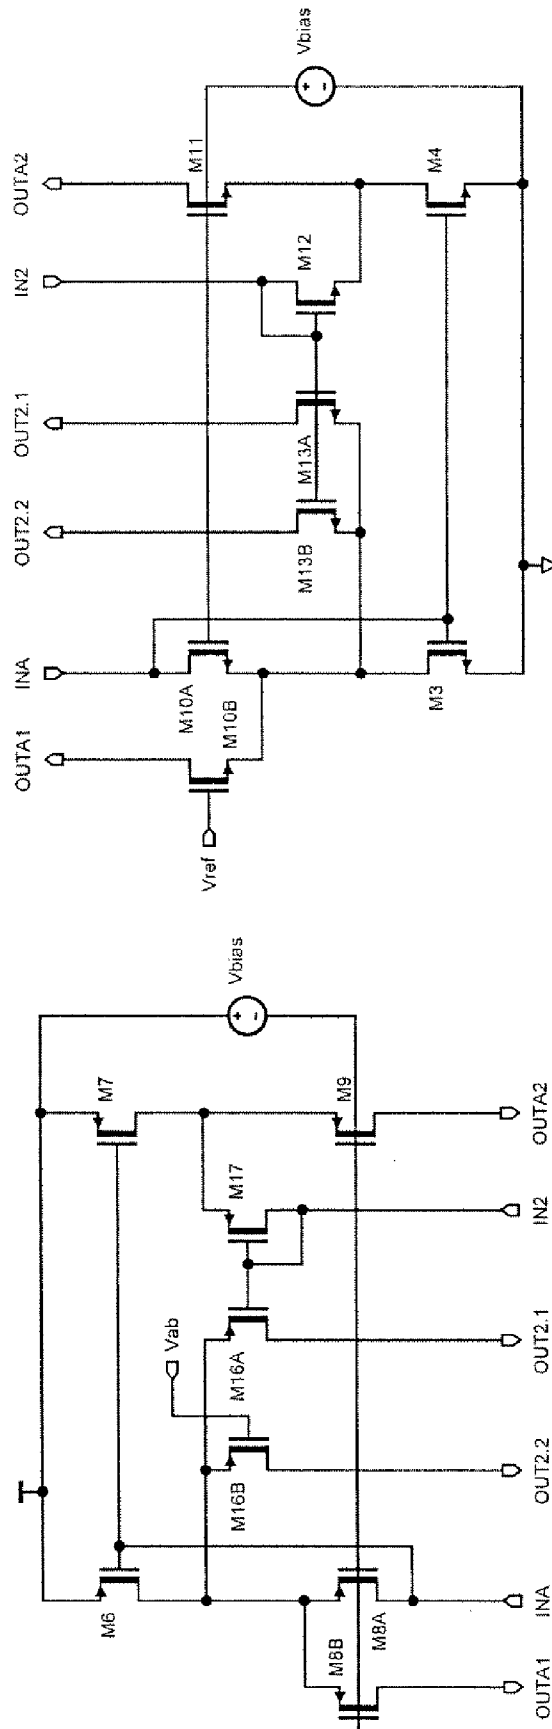 OUTA1
INA
OUT2.2
OUT2.1
IN2
OUTA2
Vref
M10A
M10B
M13B
M13A
M12
M11
Vbias
+
-
M3
M4
M6
M7
Vab
M16B
M16A
M17
Vbias
+
-
M8B
M8A
M9
OUTA1
INA
OUT2.2
OUT2.1
IN2
OUTA2